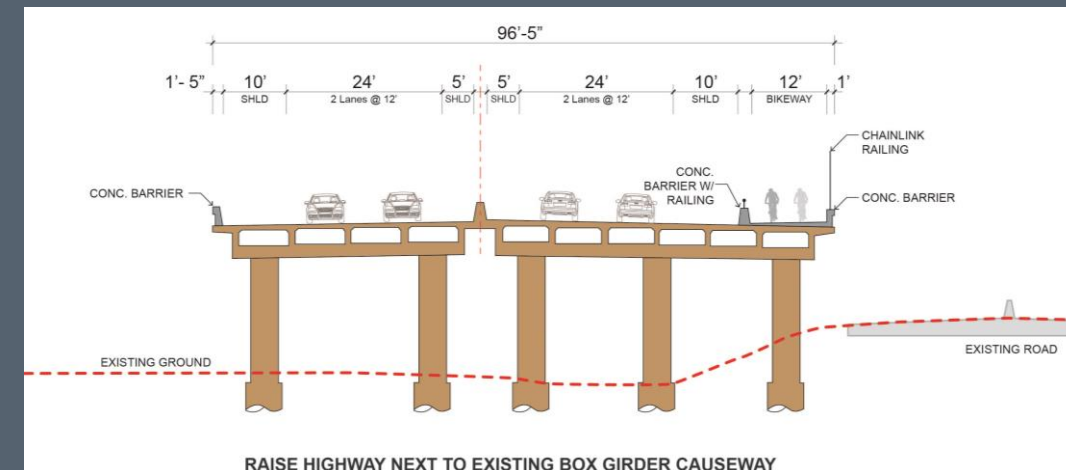 96'-5"
1'- 5" 10' 24' 5' 5' 24' 10' 12' 1'
SHLD 2 Lanes @ 12' SHLD SHLD 2 Lanes @ 12' SHLD BIKEWAY
CHAINLINK
RAILING
CONC.
BARRIER W/
RAILING
CONC. BARRIER
CONC. BARRIER
EXISTING GROUND
EXISTING ROAD
RAISE HIGHWAY NEXT TO EXISTING BOX GIRDER CAUSEWAY